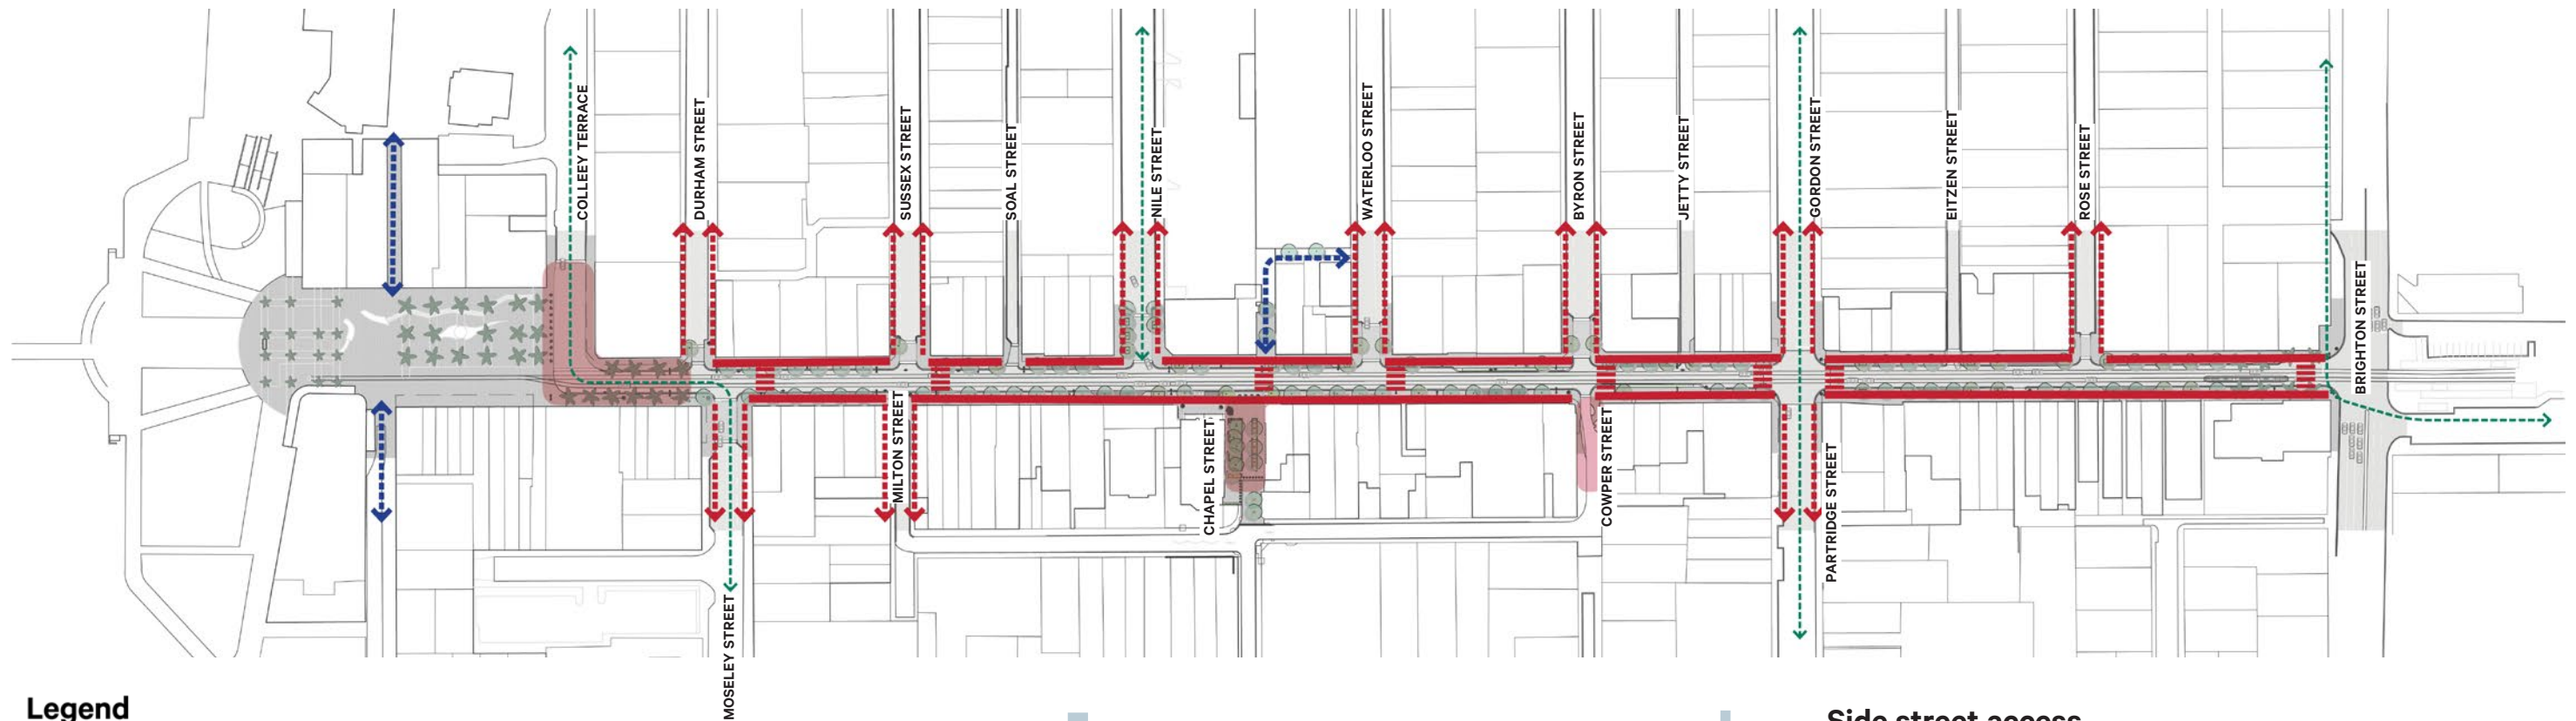 COLLEY TERRACE
DURHAM STREET
SUSSEX STREET
SOAL STREET
NILE STREET
WATERLOO STREET
BYRON STREET
JETTY STREET
GORDON STREET
EITZEN STREET
ROSE STREET
BRIGHTON STREET
MOSELEY STREET
MILTON STREET
CHAPEL STREET
COWPER STREET
PARTRIDGE STREET
Legend
Side street access